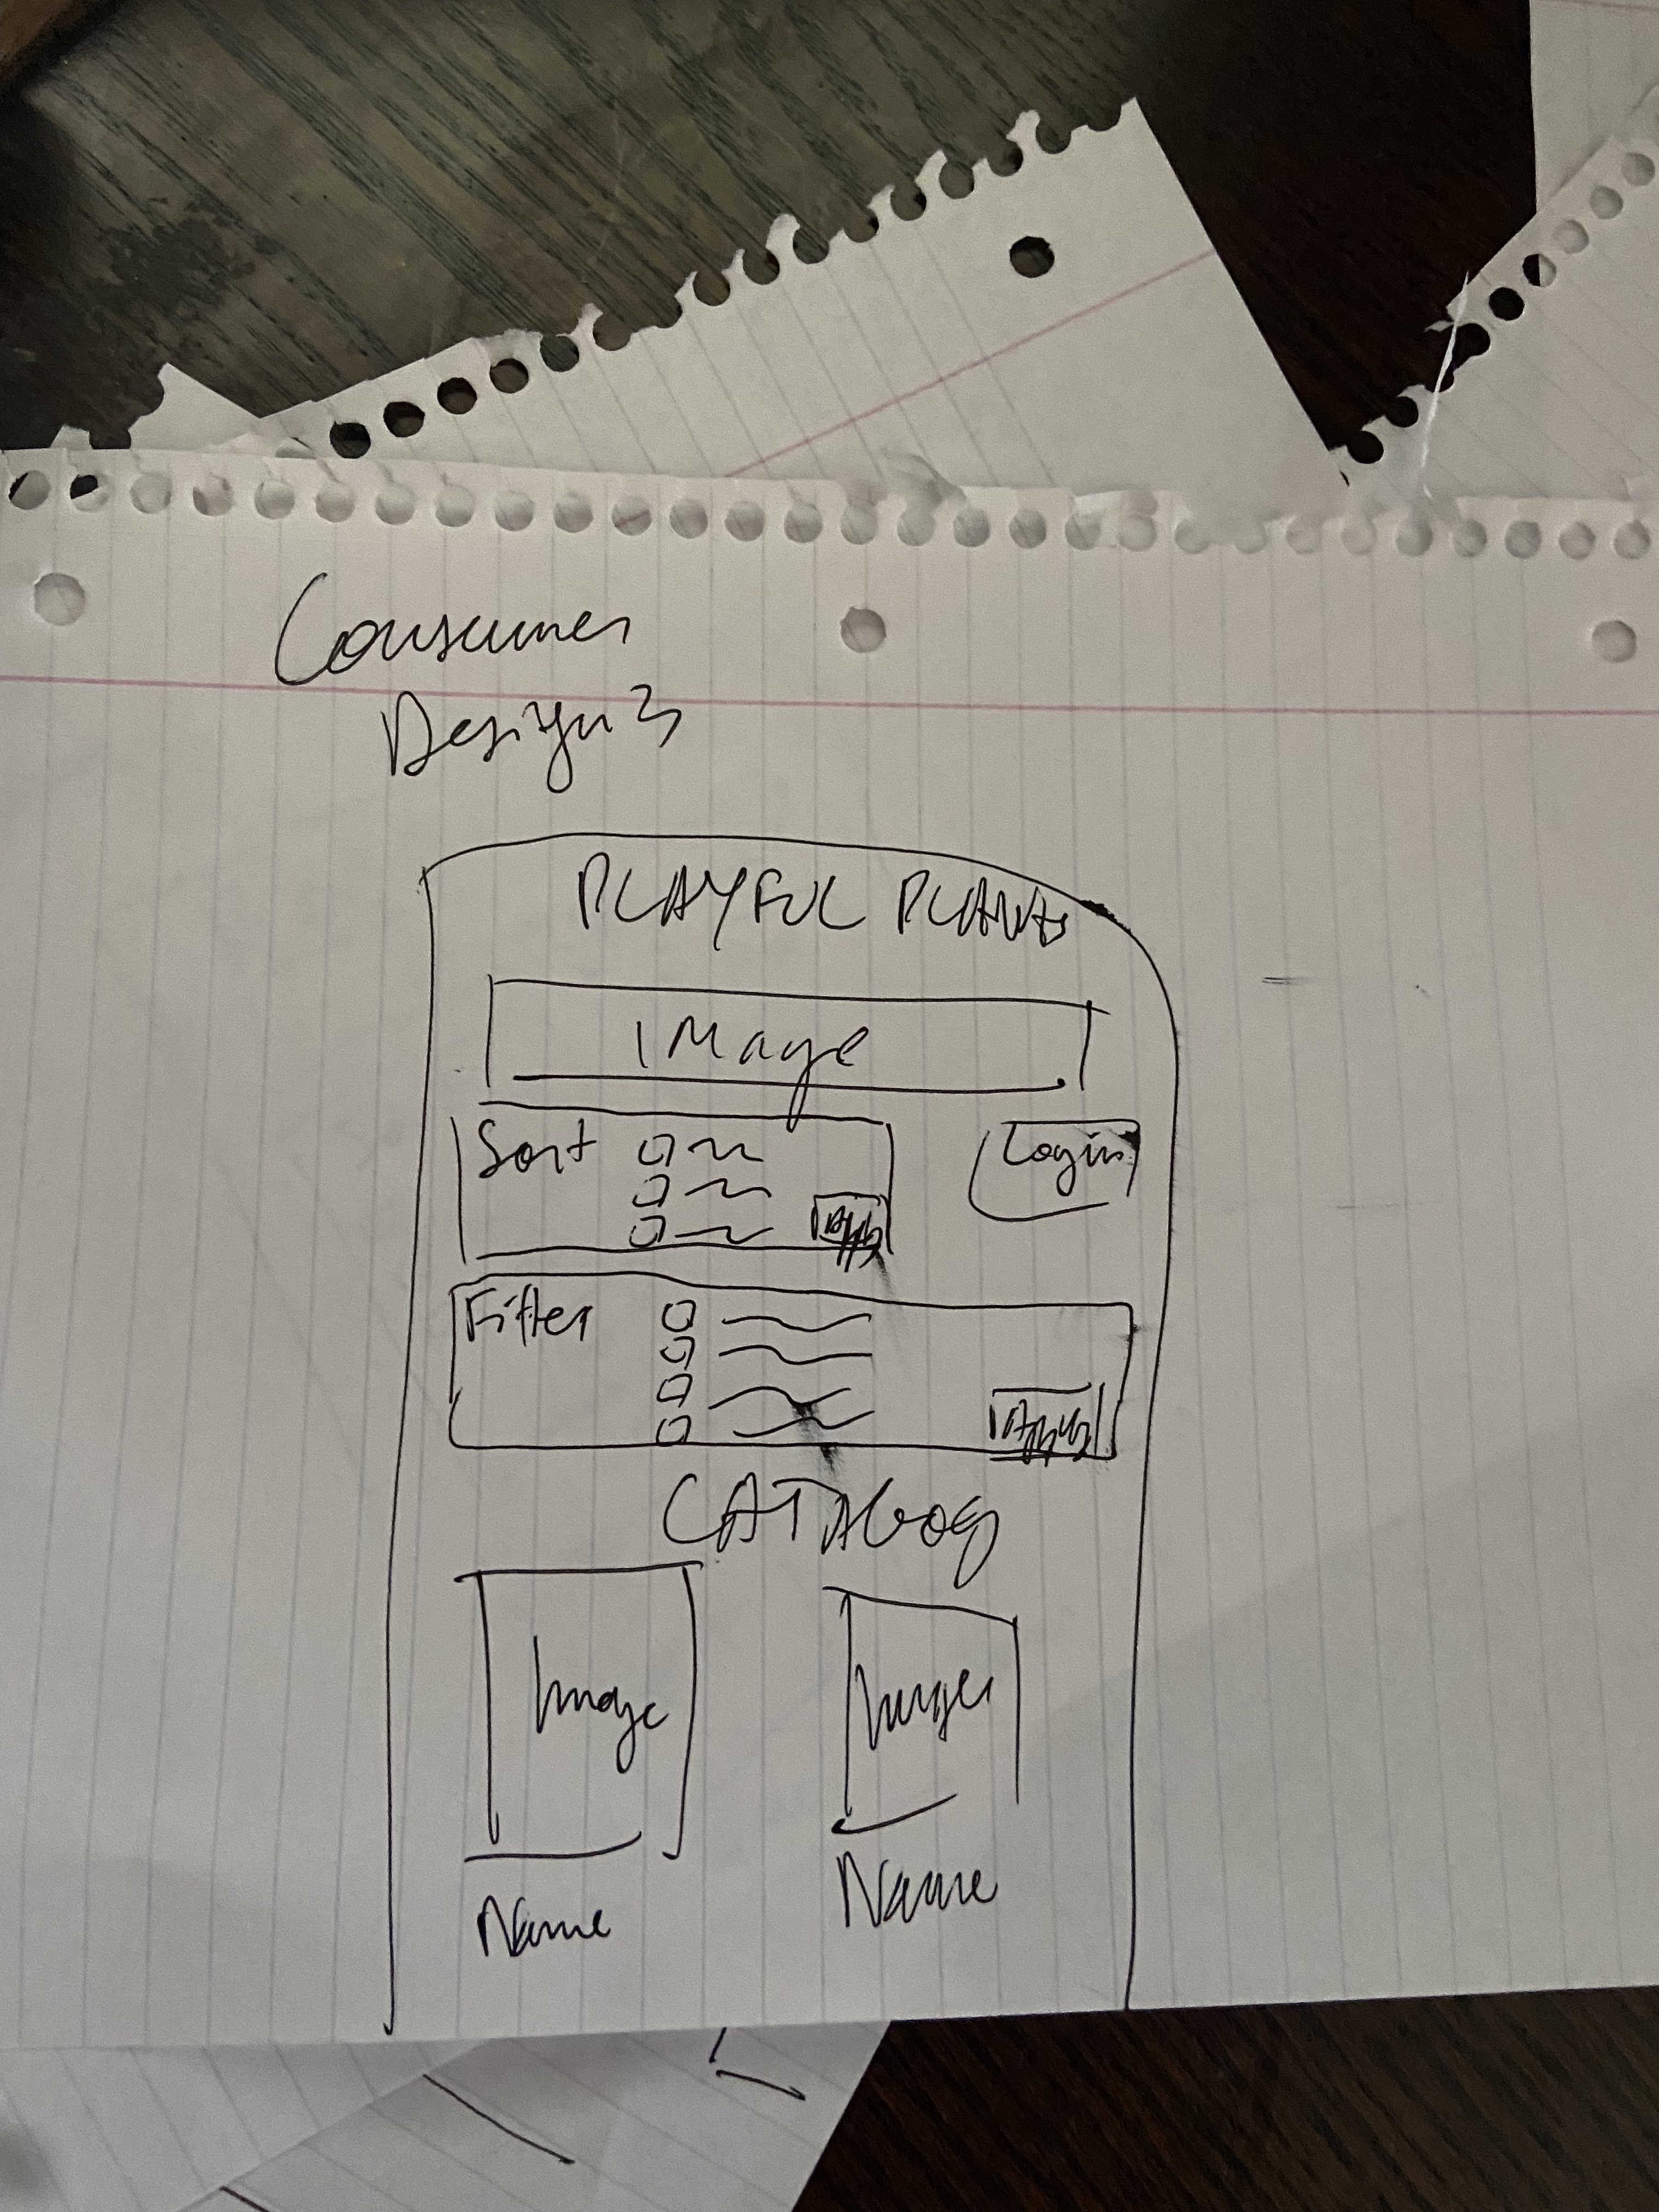 Consumer
Design 3
PLAYFUL PLANTS
IMage
Sort
Login
Apply
Filter
Apply
CATALOG
Image
Image
Name
Name